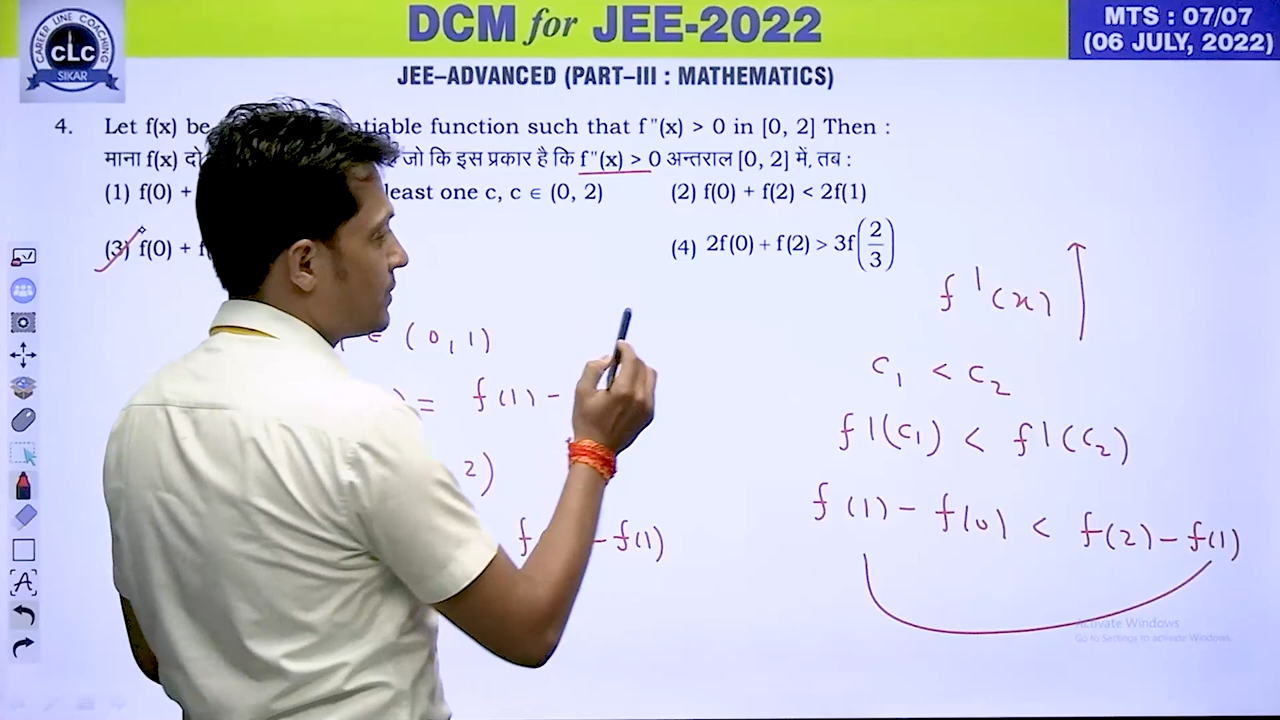 DCM for JEE-2022
MTS : 07/07
(06 JULY, 2022)
CAREER LINE COACHING
CLC
SIKAR
JEE–ADVANCED (PART–III : MATHEMATICS)
4. Let f(x) be function such that f"(x) > 0 in [0, 2] Then :
माना f(x) दो जो कि इस प्रकार है कि f"(x) > 0 अन्तराल [0, 2] में, तब :
(1) f(0) + least one c, c ∈ (0, 2) (2) f(0) + f(2) < 2f(1)
(3) f(0) + (4) 2f(0) + f(2) > 3f(2/3)
f'(x) ↑
∈ (0,1)
c₁ < c₂
) = f(1) –
f'(c₁) < f'(c₂)
2)
f(1) – f(0) < f(2) – f(1)
– f(1)
Activate Windows
Go to Settings to activate Windows.